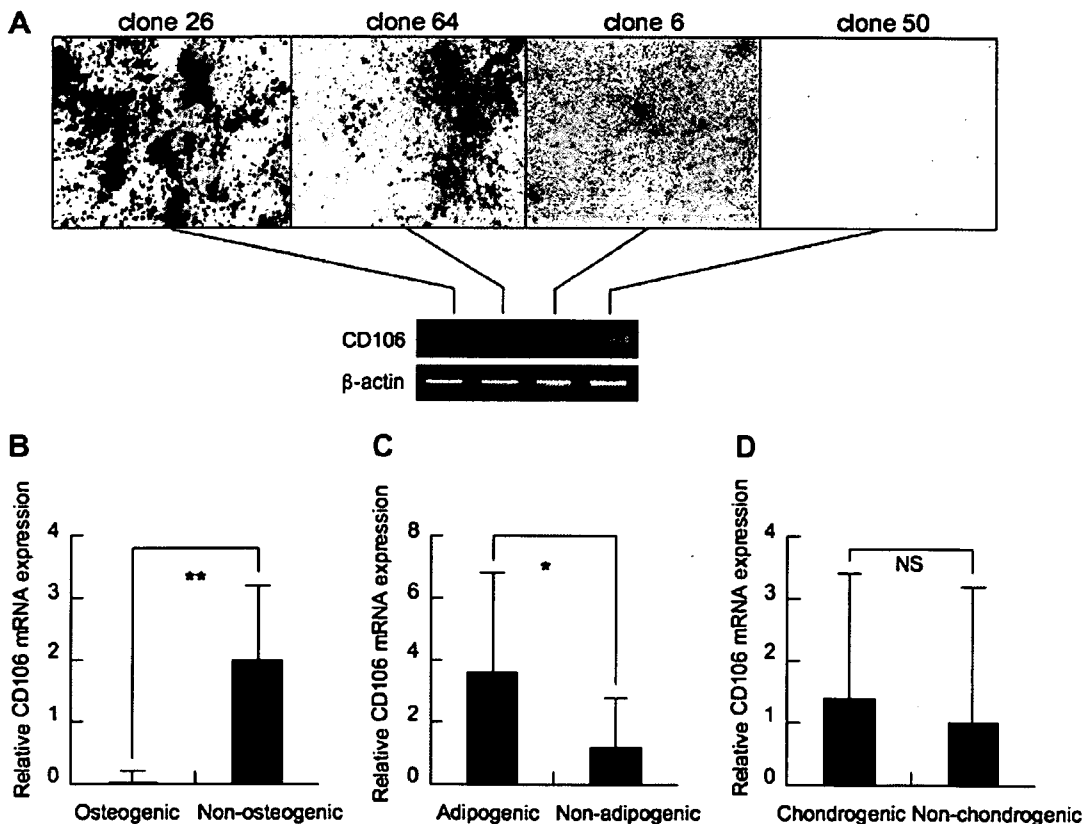 A
clone 26 clone 64 clone 6 clone 50
CD106
β-actin
B
Relative CD106 mRNA expression
4
3
2
1
0
**
Osteogenic Non-osteogenic
C
Relative CD106 mRNA expression
8
6
4
2
0
*
Adipogenic Non-adipogenic
D
Relative CD106 mRNA expression
4
3
2
1
0
NS
Chondrogenic Non-chondrogenic